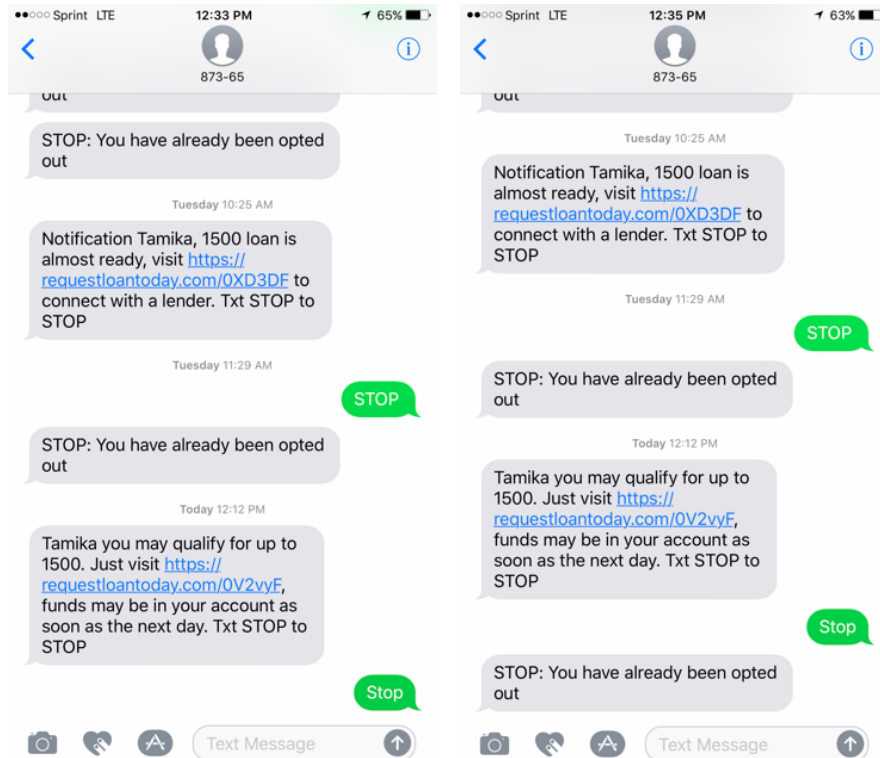 Sprint LTE 12:33 PM 65%
873-65
out
STOP: You have already been opted
out
Tuesday 10:25 AM
Notification Tamika, 1500 loan is
almost ready, visit https://
requestloantoday.com/0XD3DF to
connect with a lender. Txt STOP to
STOP
Tuesday 11:29 AM
STOP
STOP: You have already been opted
out
Today 12:12 PM
Tamika you may qualify for up to
1500. Just visit https://
requestloantoday.com/0V2vyF,
funds may be in your account as
soon as the next day. Txt STOP to
STOP
Stop
Text Message
Sprint LTE 12:35 PM 63%
873-65
out
Tuesday 10:25 AM
Notification Tamika, 1500 loan is
almost ready, visit https://
requestloantoday.com/0XD3DF to
connect with a lender. Txt STOP to
STOP
Tuesday 11:29 AM
STOP
STOP: You have already been opted
out
Today 12:12 PM
Tamika you may qualify for up to
1500. Just visit https://
requestloantoday.com/0V2vyF,
funds may be in your account as
soon as the next day. Txt STOP to
STOP
Stop
STOP: You have already been opted
out
Text Message